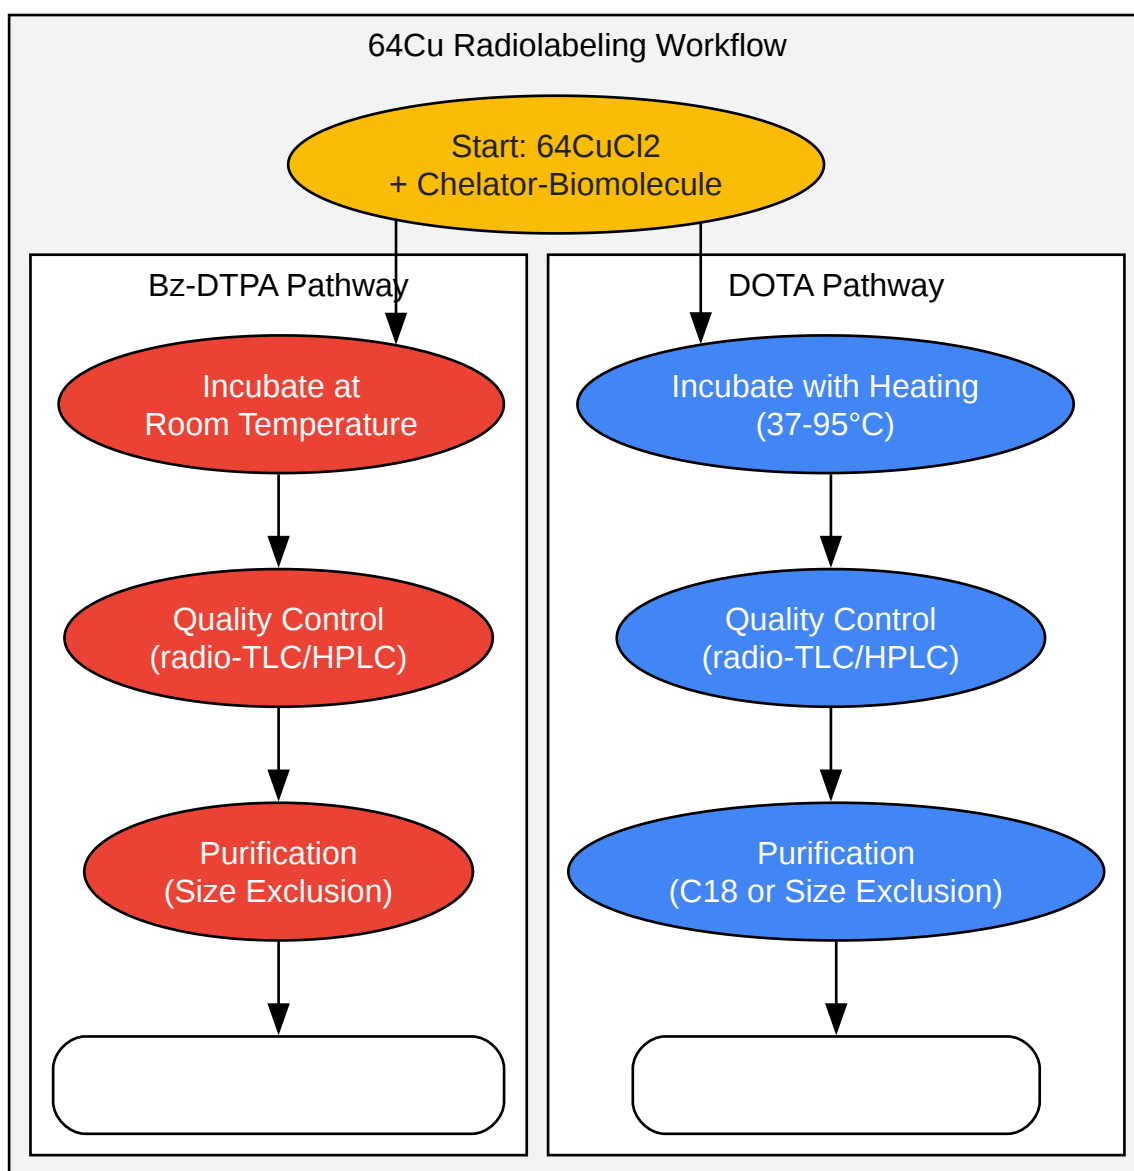 64Cu Radiolabeling Workflow
Start: 64CuCl2
+ Chelator-Biomolecule
Bz-DTPA Pathway
Incubate at
Room Temperature
Quality Control
(radio-TLC/HPLC)
Purification
(Size Exclusion)
DOTA Pathway
Incubate with Heating
(37-95°C)
Quality Control
(radio-TLC/HPLC)
Purification
(C18 or Size Exclusion)